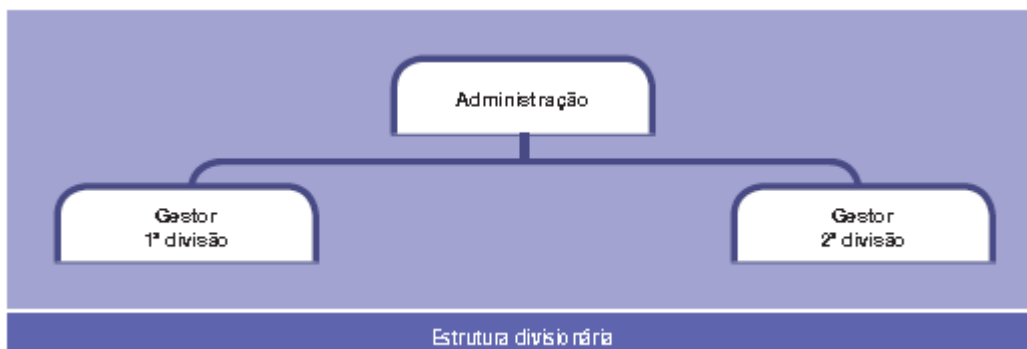 Administração
Gestor
1ª divisão
Gestor
2ª divisão
Estrutura divisionária